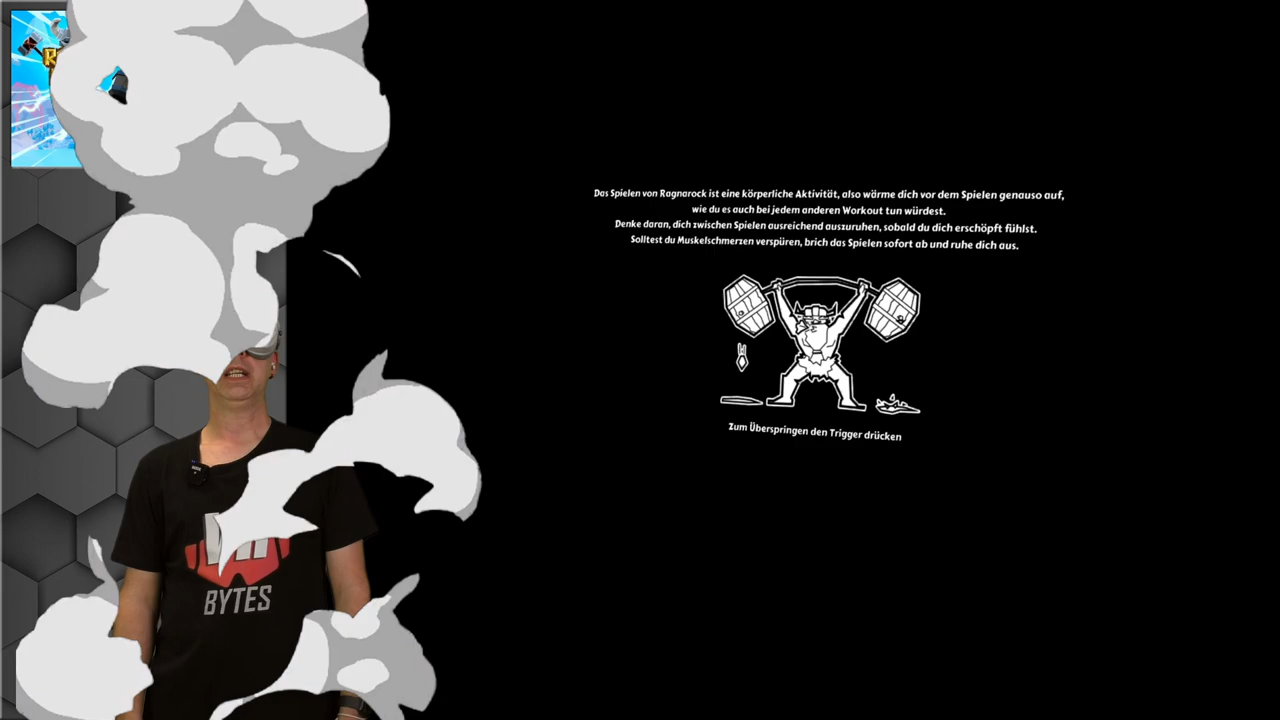 Das Spielen von Ragnarock ist eine körperliche Aktivität, also wärme dich vor dem Spielen genauso auf,
wie du es auch bei jedem anderen Workout tun würdest.
Denke daran, dich zwischen Spielen ausreichend auszuruhen, sobald du dich erschöpft fühlst.
Solltest du Muskelschmerzen verspüren, brich das Spielen sofort ab und ruhe dich aus.
Zum Überspringen den Trigger drücken
BYTES